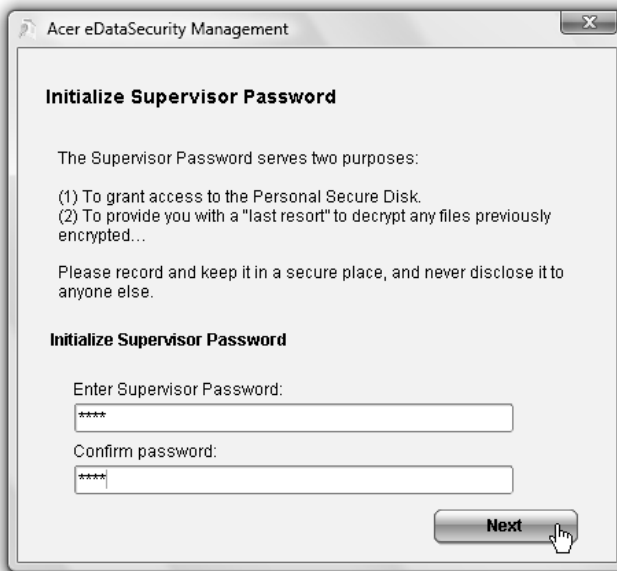 Acer eDataSecurity Management
Initialize Supervisor Password
The Supervisor Password serves two purposes:
(1) To grant access to the Personal Secure Disk.
(2) To provide you with a "last resort" to decrypt any files previously
encrypted...
Please record and keep it in a secure place, and never disclose it to
anyone else.
Initialize Supervisor Password
Enter Supervisor Password:
****
Confirm password:
****
Next